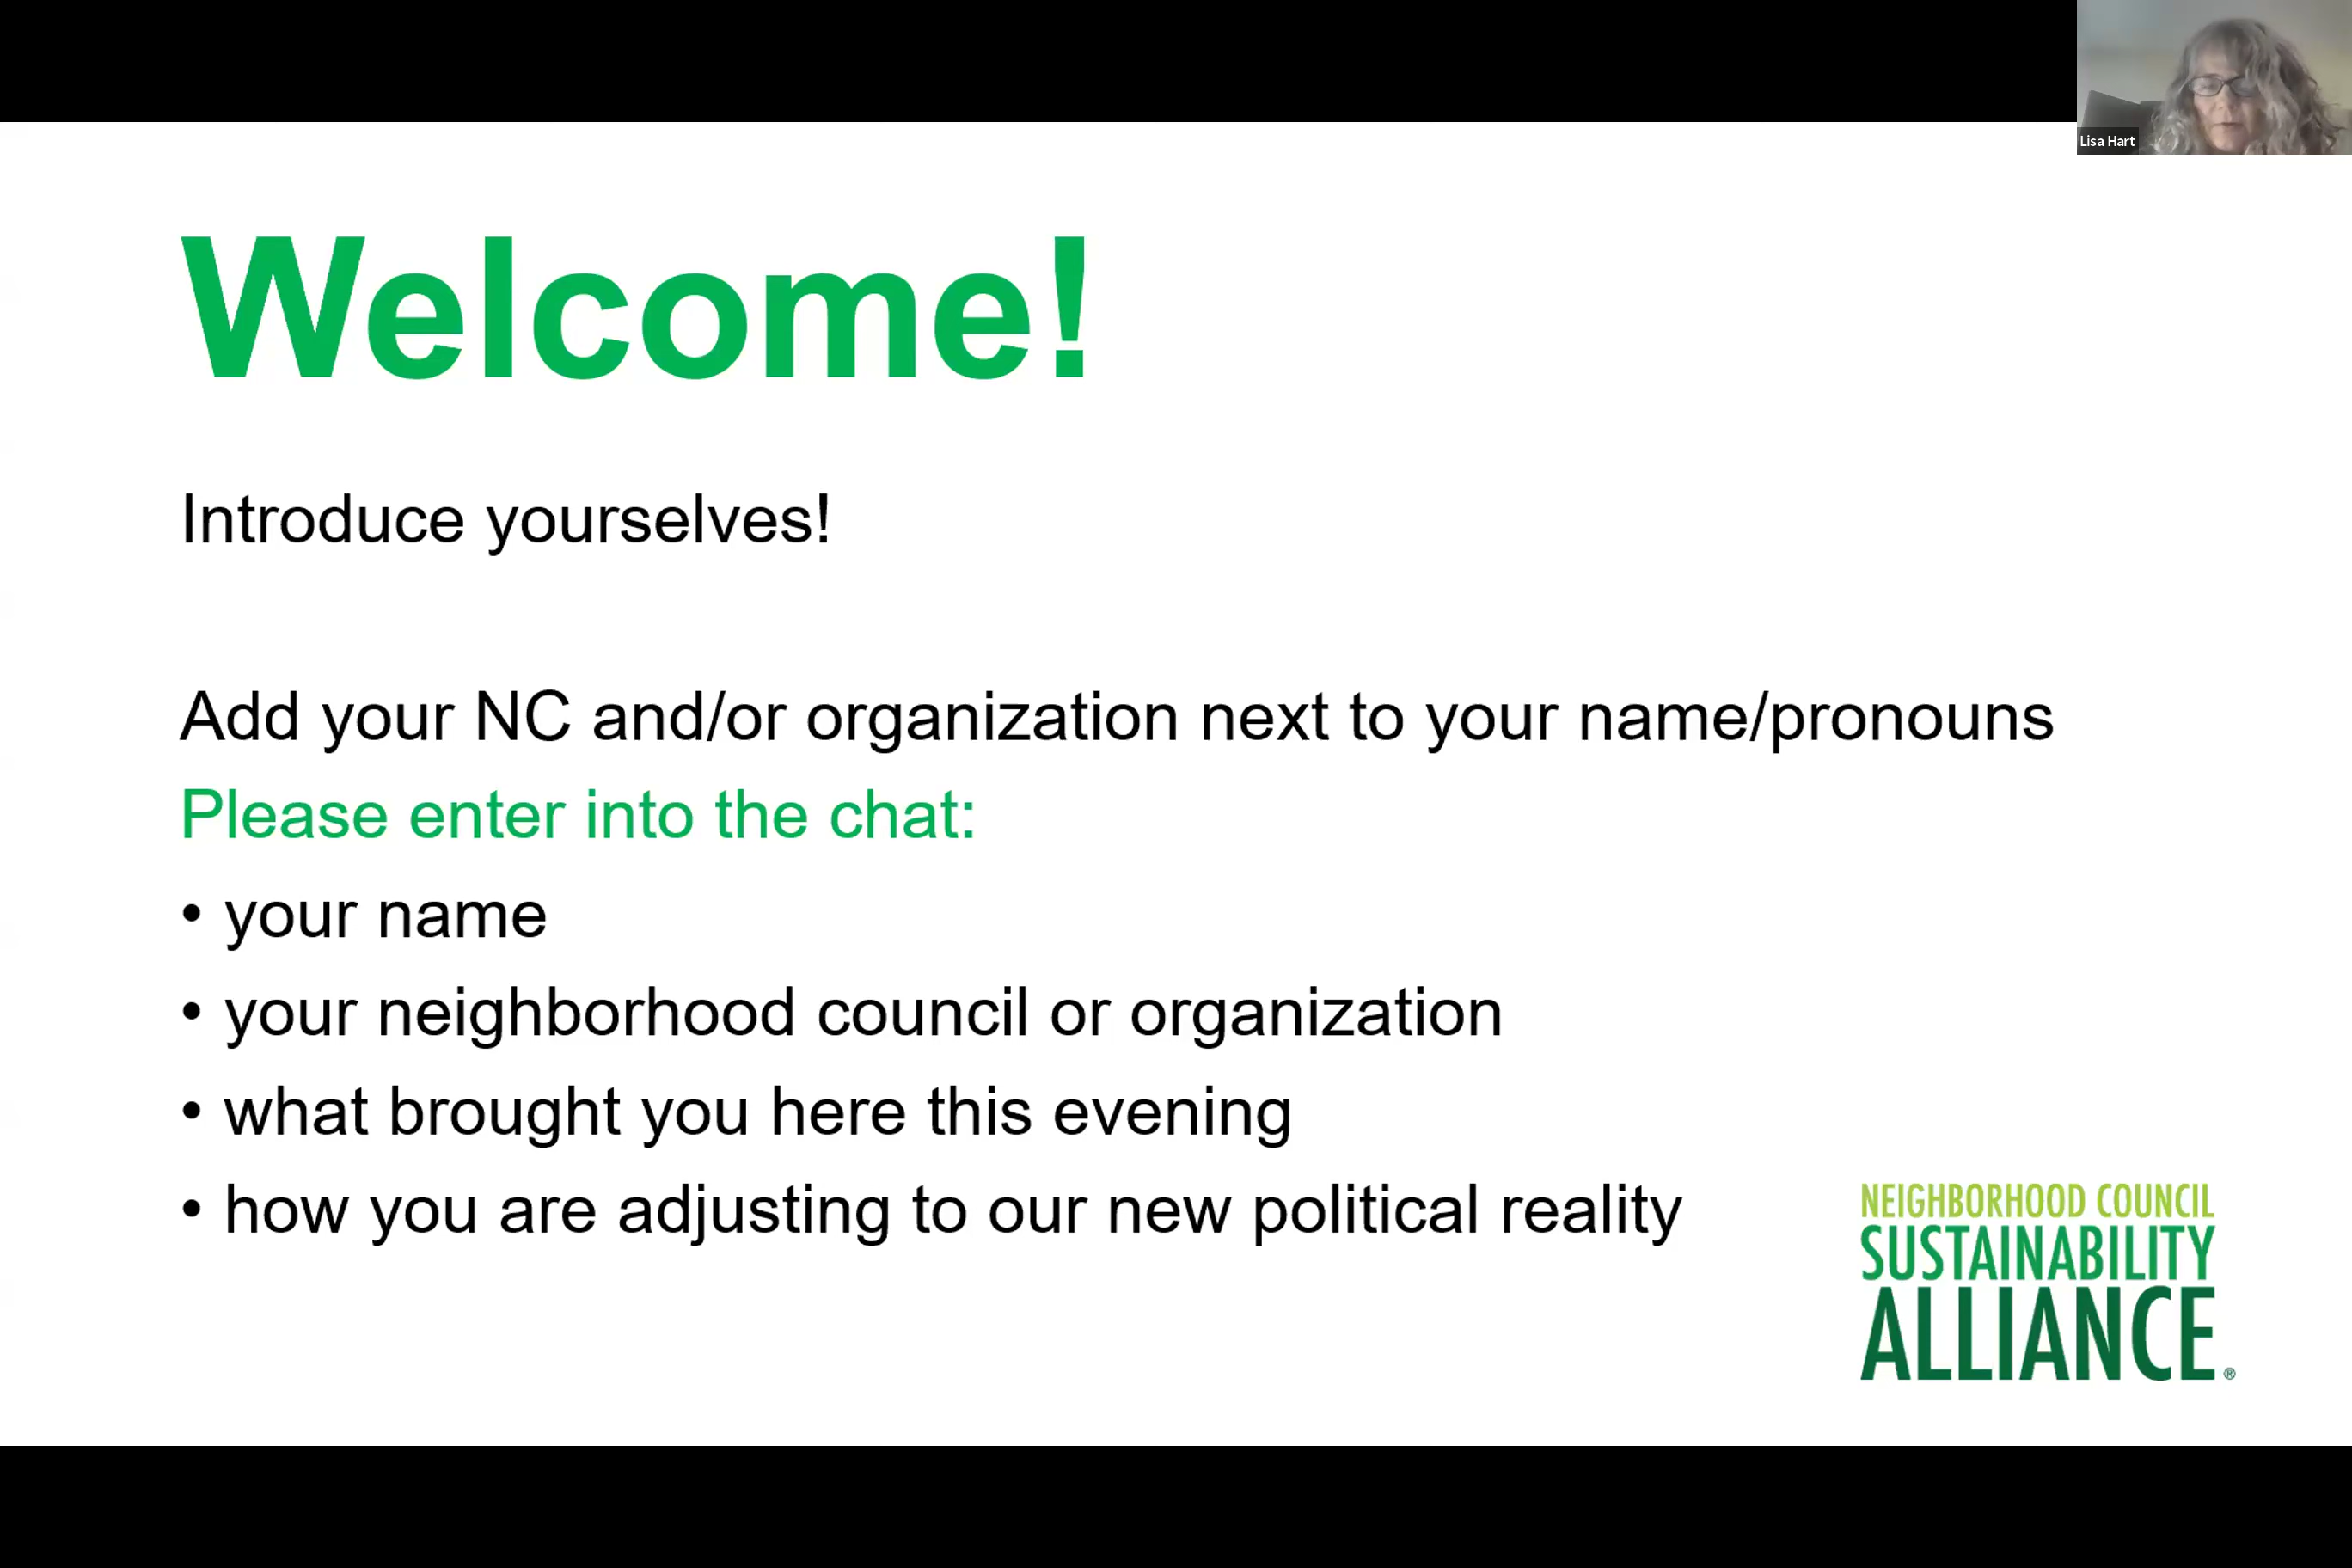 Lisa Hart
Welcome!
Introduce yourselves!
Add your NC and/or organization next to your name/pronouns
Please enter into the chat:
• your name
• your neighborhood council or organization
• what brought you here this evening
• how you are adjusting to our new political reality
NEIGHBORHOOD COUNCIL
SUSTAINABILITY
ALLIANCE®